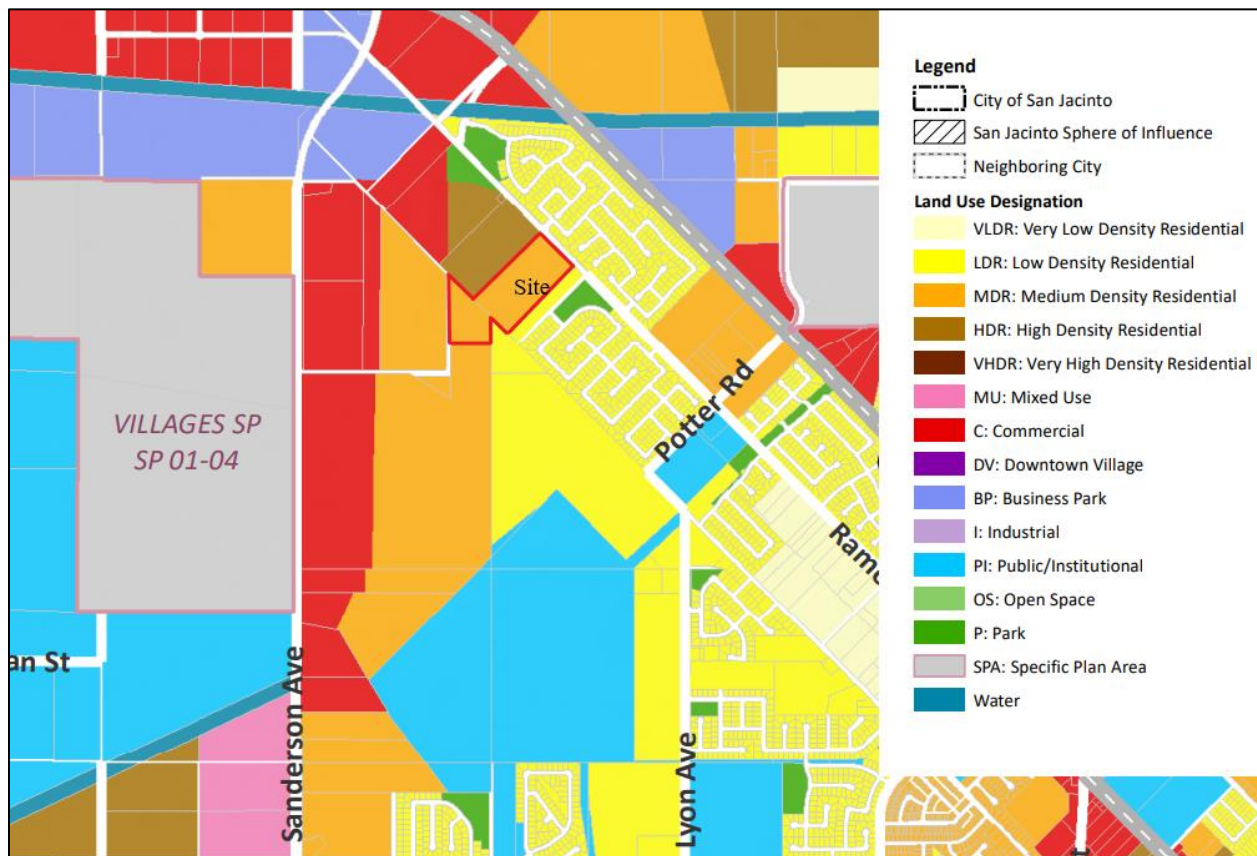 Legend
City of San Jacinto
San Jacinto Sphere of Influence
Neighboring City
Land Use Designation
VLDR: Very Low Density Residential
LDR: Low Density Residential
MDR: Medium Density Residential
HDR: High Density Residential
VHDR: Very High Density Residential
MU: Mixed Use
C: Commercial
DV: Downtown Village
BP: Business Park
I: Industrial
PI: Public/Institutional
OS: Open Space
P: Park
SPA: Specific Plan Area
Water
Site
VILLAGES SP
SP 01-04
Potter Rd
Ramo
an St
Sanderson Ave
Lyon Ave